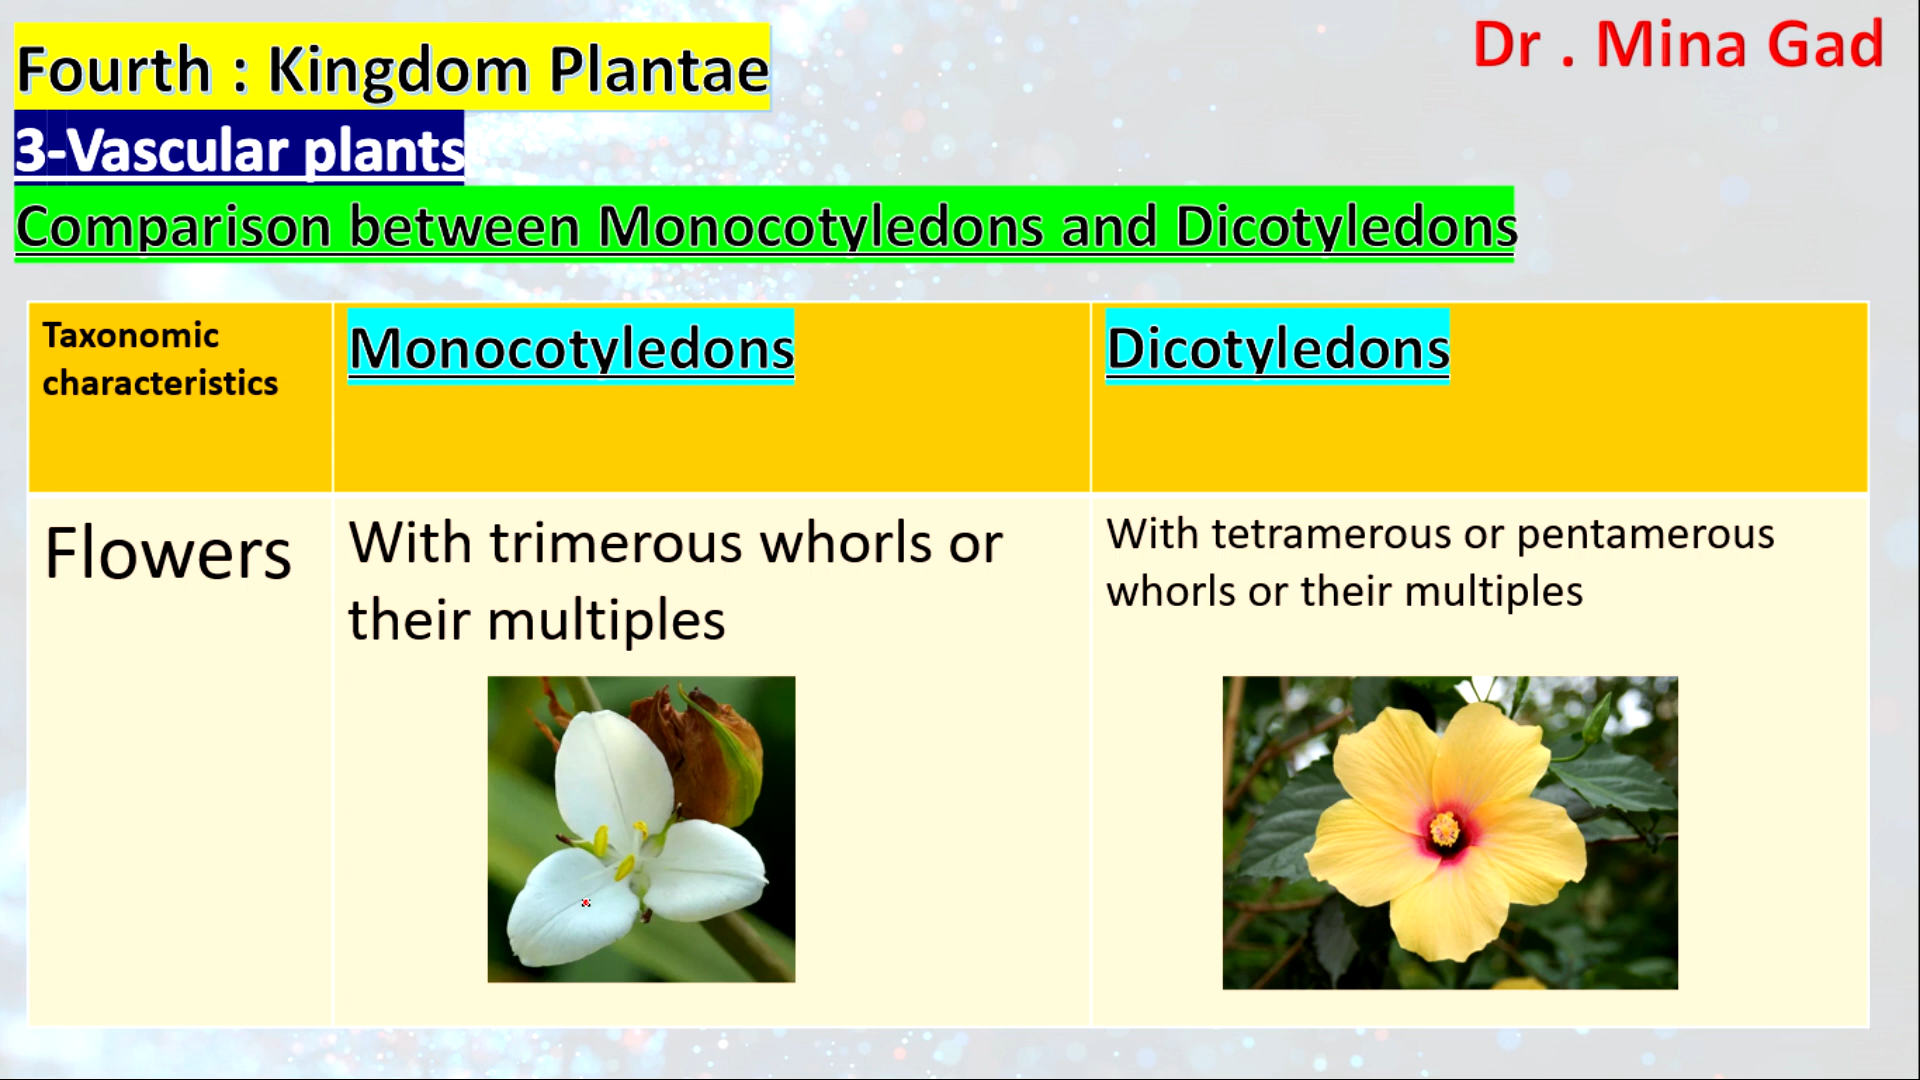 Dr . Mina Gad
Fourth : Kingdom Plantae
3-Vascular plants
Comparison between Monocotyledons and Dicotyledons
Taxonomic
characteristics
Monocotyledons
Dicotyledons
Flowers
With trimerous whorls or
their multiples
With tetramerous or pentamerous
whorls or their multiples